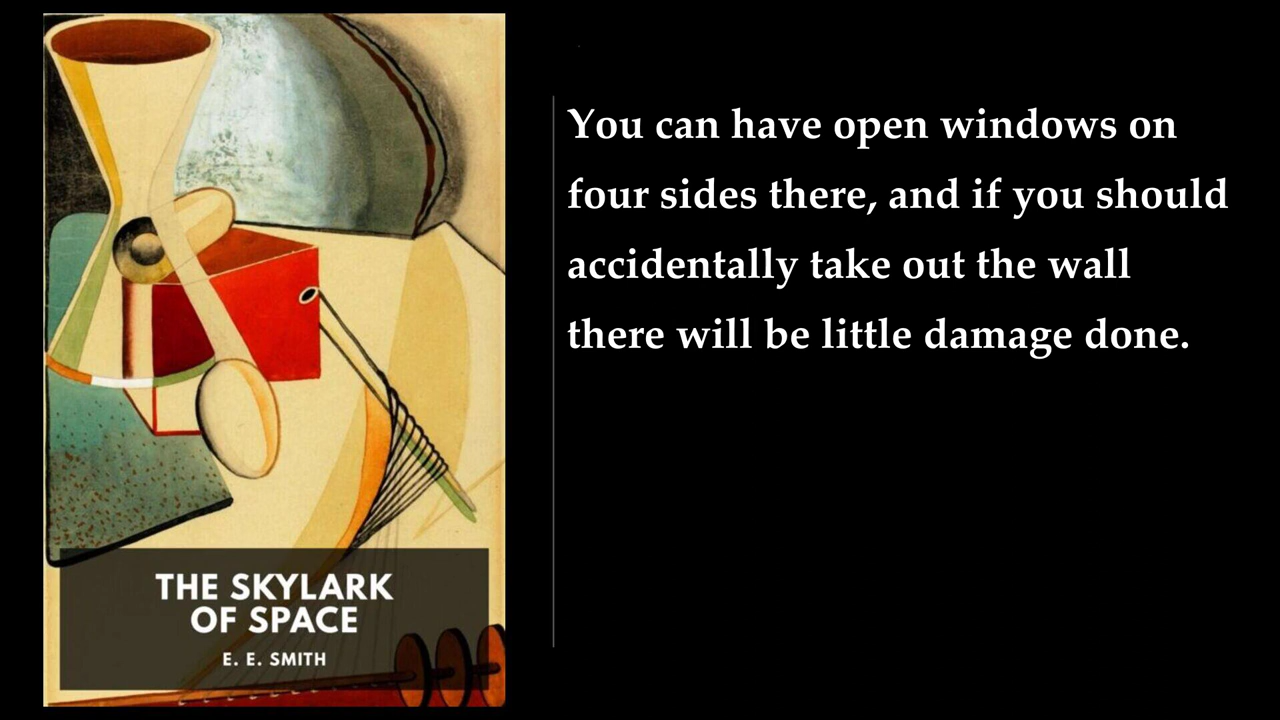 THE SKYLARK
OF SPACE
E. E. SMITH
You can have open windows on
four sides there, and if you should
accidentally take out the wall
there will be little damage done.